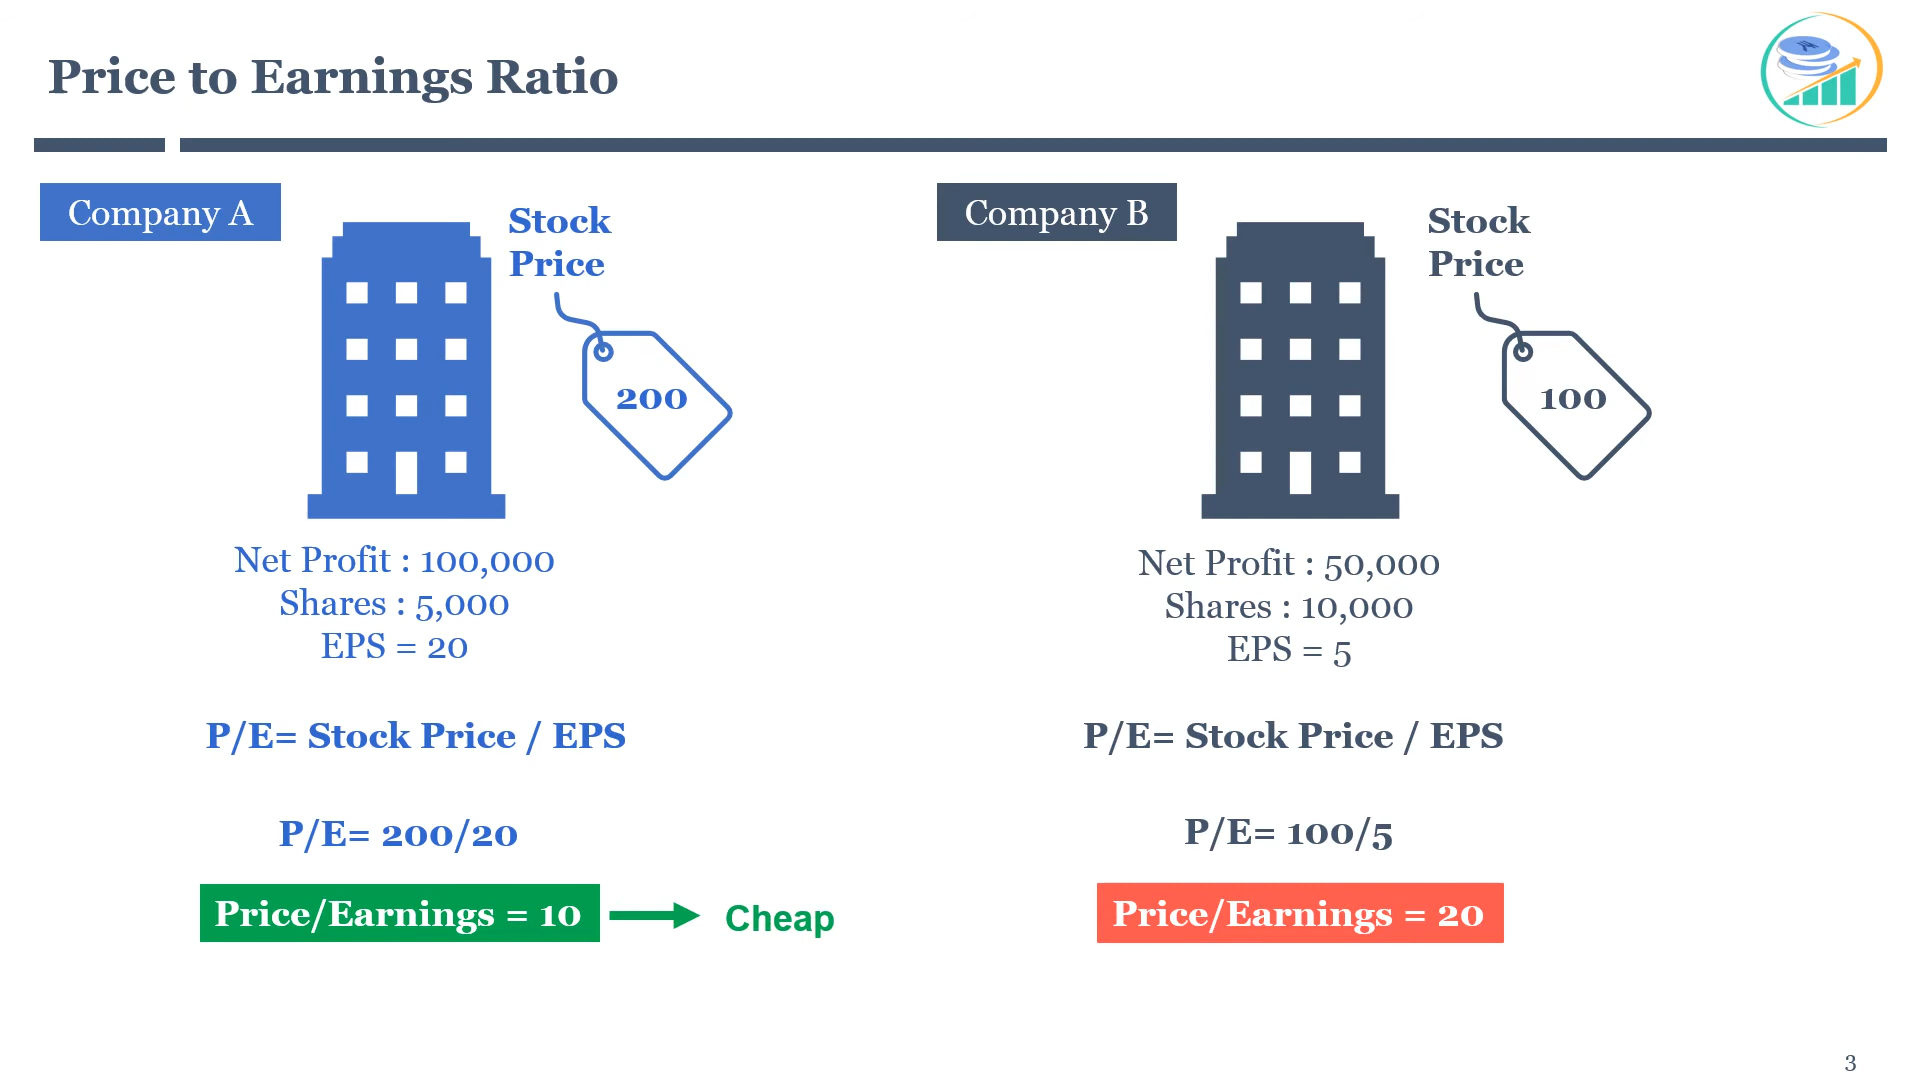 Price to Earnings Ratio
Company A
Stock
Price
200
Net Profit : 100,000
Shares : 5,000
EPS = 20
P/E= Stock Price / EPS
P/E= 200/20
Price/Earnings = 10
Cheap
Company B
Stock
Price
100
Net Profit : 50,000
Shares : 10,000
EPS = 5
P/E= Stock Price / EPS
P/E= 100/5
Price/Earnings = 20
3